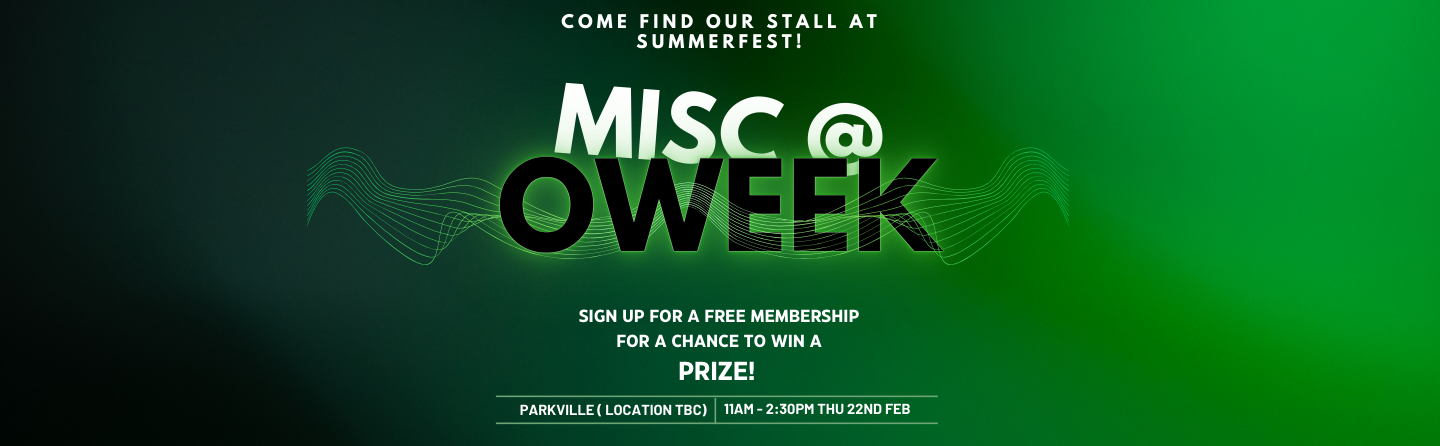 COME FIND OUR STALL AT
SUMMERFEST!
MISC @
OWEEK
SIGN UP FOR A FREE MEMBERSHIP
FOR A CHANCE TO WIN A
PRIZE!
PARKVILLE ( LOCATION TBC) 11AM - 2:30PM THU 22ND FEB